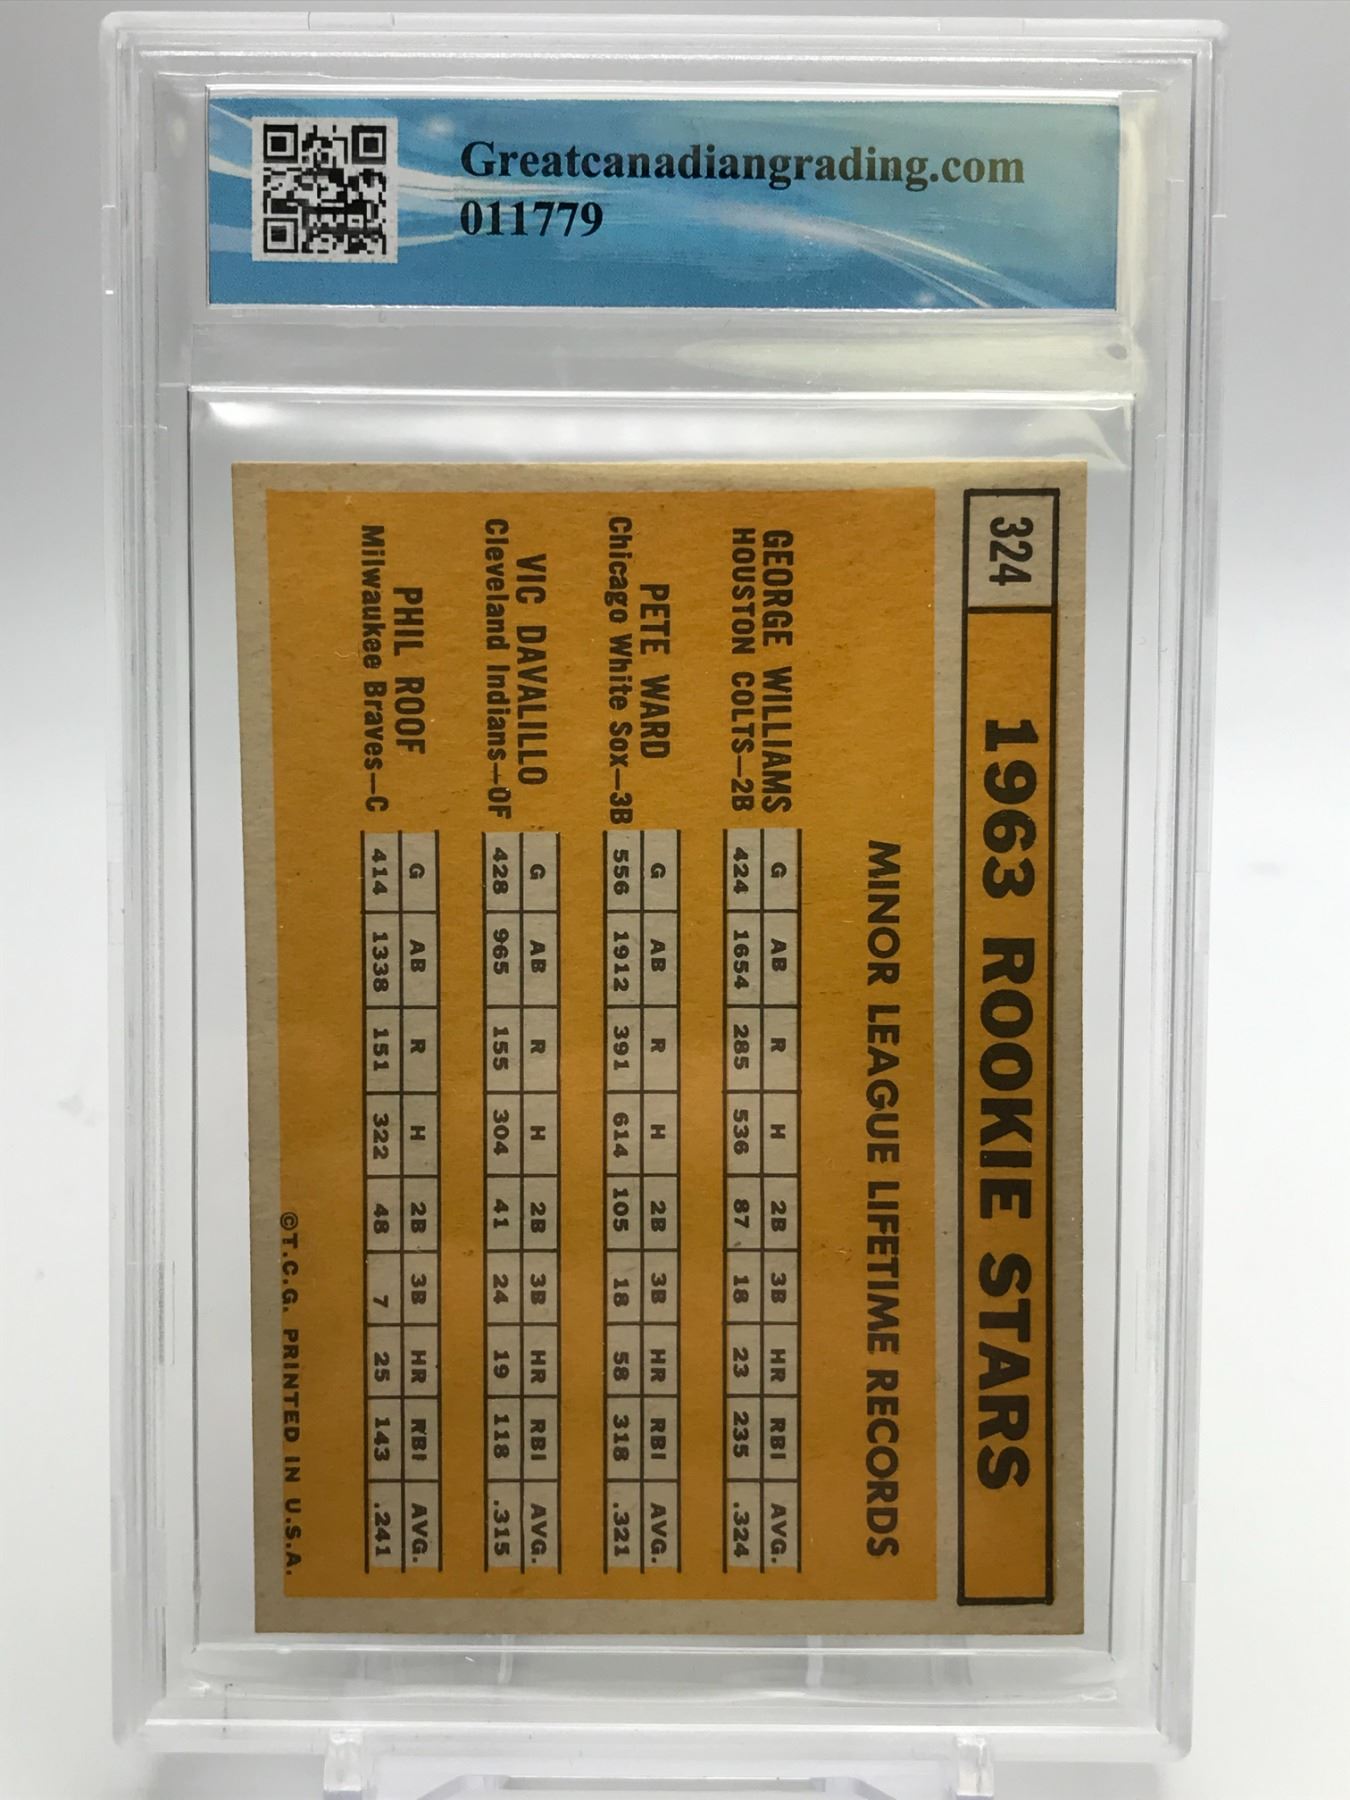 Greatcanadiangrading.com
011779
324 1963 ROOKIE STARS
MINOR LEAGUE LIFETIME RECORDS
GEORGE WILLIAMS
HOUSTON COLTS—2B
G AB R H 2B 3B HR RBI AVG.
424 1654 285 536 87 18 23 235 .324
PETE WARD
Chicago White Sox—3B
G AB R H 2B 3B HR RBI AVG.
556 1912 391 614 105 18 58 318 .321
VIC DAVALILLO
Cleveland Indians—OF
G AB R H 2B 3B HR RBI AVG.
428 965 155 304 41 24 19 118 .315
PHIL ROOF
Milwaukee Braves—C
G AB R H 2B 3B HR RBI AVG.
414 1338 151 322 48 7 25 143 .241
©T.C.G. PRINTED IN U.S.A.